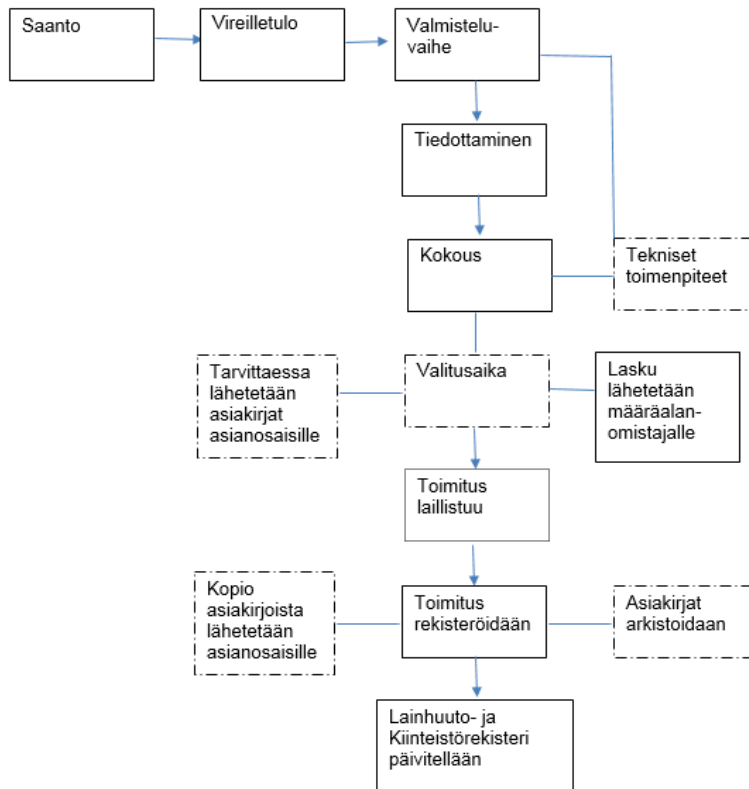 Saanto
Vireilletulo
Valmistelu-
vaihe
Tiedottaminen
Kokous
Tekniset
toimenpiteet
Tarvittaessa
lähetetään
asiakirjat
asianosaisille
Valitusaika
Lasku
lähetetään
määräalan-
omistajalle
Toimitus
laillistuu
Kopio
asiakirjoista
lähetetään
asianosaisille
Toimitus
rekisteröidään
Asiakirjat
arkistoidaan
Lainhuuto- ja
Kiinteistörekisteri
päivitellään